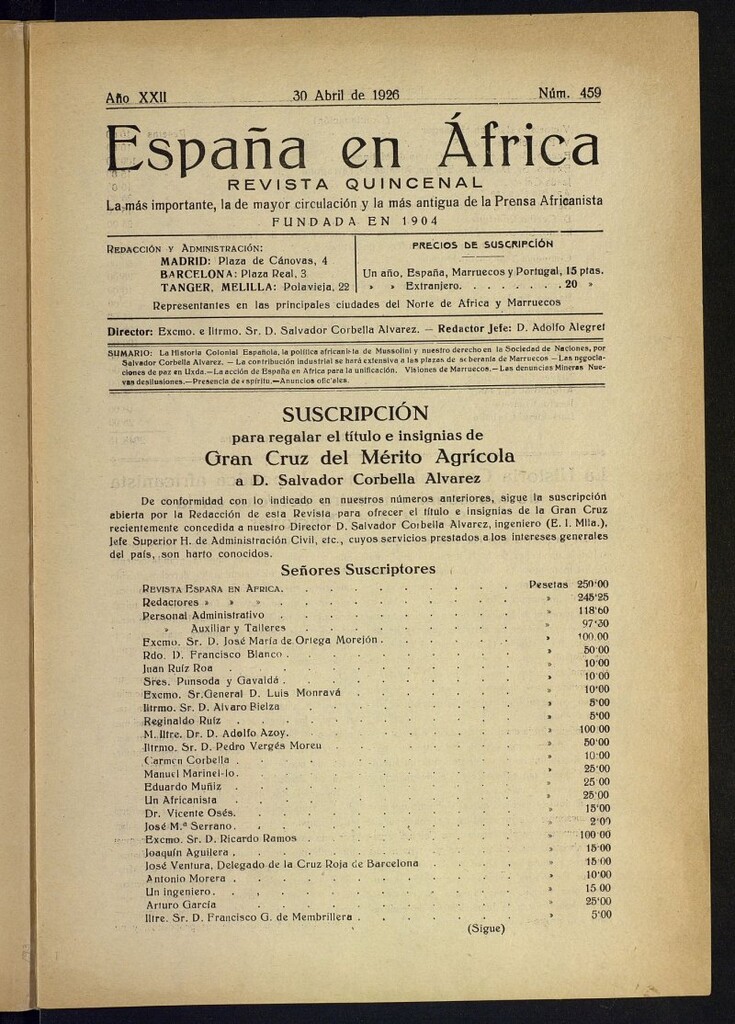 Año XXII 30 Abril de 1926 Núm. 459
España en África
REVISTA QUINCENAL
La más importante, la de mayor circulación y la más antigua de la Prensa Africanista
FUNDADA EN 1904
REDACCIÓN Y ADMINISTRACIÓN:
MADRID: Plaza de Cánovas, 4
BARCELONA: Plaza Real, 3
TANGER, MELILLA: Polavieja, 22
PRECIOS DE SUSCRIPCIÓN
Un año, España, Marruecos y Portugal, 15 ptas.
» » Extranjero. . . . . . . . 20 »
Representantes en las principales ciudades del Norte de Africa y Marruecos
Director: Excmo. e Iltrmo. Sr. D. Salvador Corbella Alvarez. — Redactor Jefe: D. Adolfo Alegret
SUMARIO: La Historia Colonial Española, la política africanista de Mussolini y nuestro derecho en la Sociedad de Naciones, por
Salvador Corbella Alvarez. — La contribución industrial se hará extensiva a las plazas de soberanía de Marruecos — Las negocia-
ciones de paz en Uxda.—La acción de España en Africa para la unificación. Visiones de Marruecos.—Las denuncias Mineras Nue-
vas desilusiones.—Presencia de espíritu.—Anuncios oficiales.
SUSCRIPCIÓN
para regalar el título e insignias de
Gran Cruz del Mérito Agrícola
a D. Salvador Corbella Alvarez
De conformidad con lo indicado en nuestros números anteriores, sigue la suscripción
abierta por la Redacción de esta Revista para ofrecer el título e insignias de la Gran Cruz
recientemente concedida a nuestro Director D. Salvador Corbella Alvarez, ingeniero (E. I. Mlla.),
Jefe Superior H. de Administración Civil, etc., cuyos servicios prestados a los intereses generales
del país, son harto conocidos.
Señores Suscriptores
REVISTA ESPAÑA EN AFRICA. . . . . . . . . Pesetas 250'00
Redactores » » » . . . . . . . . . » 245'25
Personal Administrativo . . . . . . . . . » 118'60
» Auxiliar y Talleres . . . . . . . . » 97'30
Excmo. Sr. D. José María de Ortega Morejón . . . . . . » 100.00
Rdo. D. Francisco Blanco . . . . . . . . » 50'00
Juan Ruíz Roa . . . . . . . . . . » 10'00
Sres. Punsoda y Gavaldá . . . . . . . . . » 10'00
Excmo. Sr. General D. Luis Monravá . . . . . . . » 10'00
Iltrmo. Sr. D. Alvaro Bielza . . . . . . . . » 5'00
Reginaldo Ruíz . . . . . . . . . . » 5'00
M. Iltre. Dr. D. Adolfo Azoy. . . . . . . . . » 100 00
Iltrmo. Sr. D. Pedro Vergés Moreu . . . . . . . » 50'00
Carmen Corbella . . . . . . . . . . » 10:00
Manuel Marinel-lo. . . . . . . . . . » 25'00
Eduardo Muñiz . . . . . . . . . . » 25 00
Un Africanista . . . . . . . . . . » 25'00
Dr. Vicente Osés. . . . . . . . . . » 15'00
José M.ª Serrano. . . . . . . . . . » 2'00
Excmo. Sr. D. Ricardo Ramos . . . . . . . . » 100'00
Joaquín Aguilera . . . . . . . . . . » 15'00
José Ventura, Delegado de la Cruz Roja de Barcelona . . . . » 15'00
Antonio Morera . . . . . . . . . . » 10'00
Un ingeniero . . . . . . . . . . . » 15 00
Arturo García . . . . . . . . . . » 25'00
Iltre. Sr. D. Francisco G. de Membrillera . . . . . . » 5'00
(Sigue)